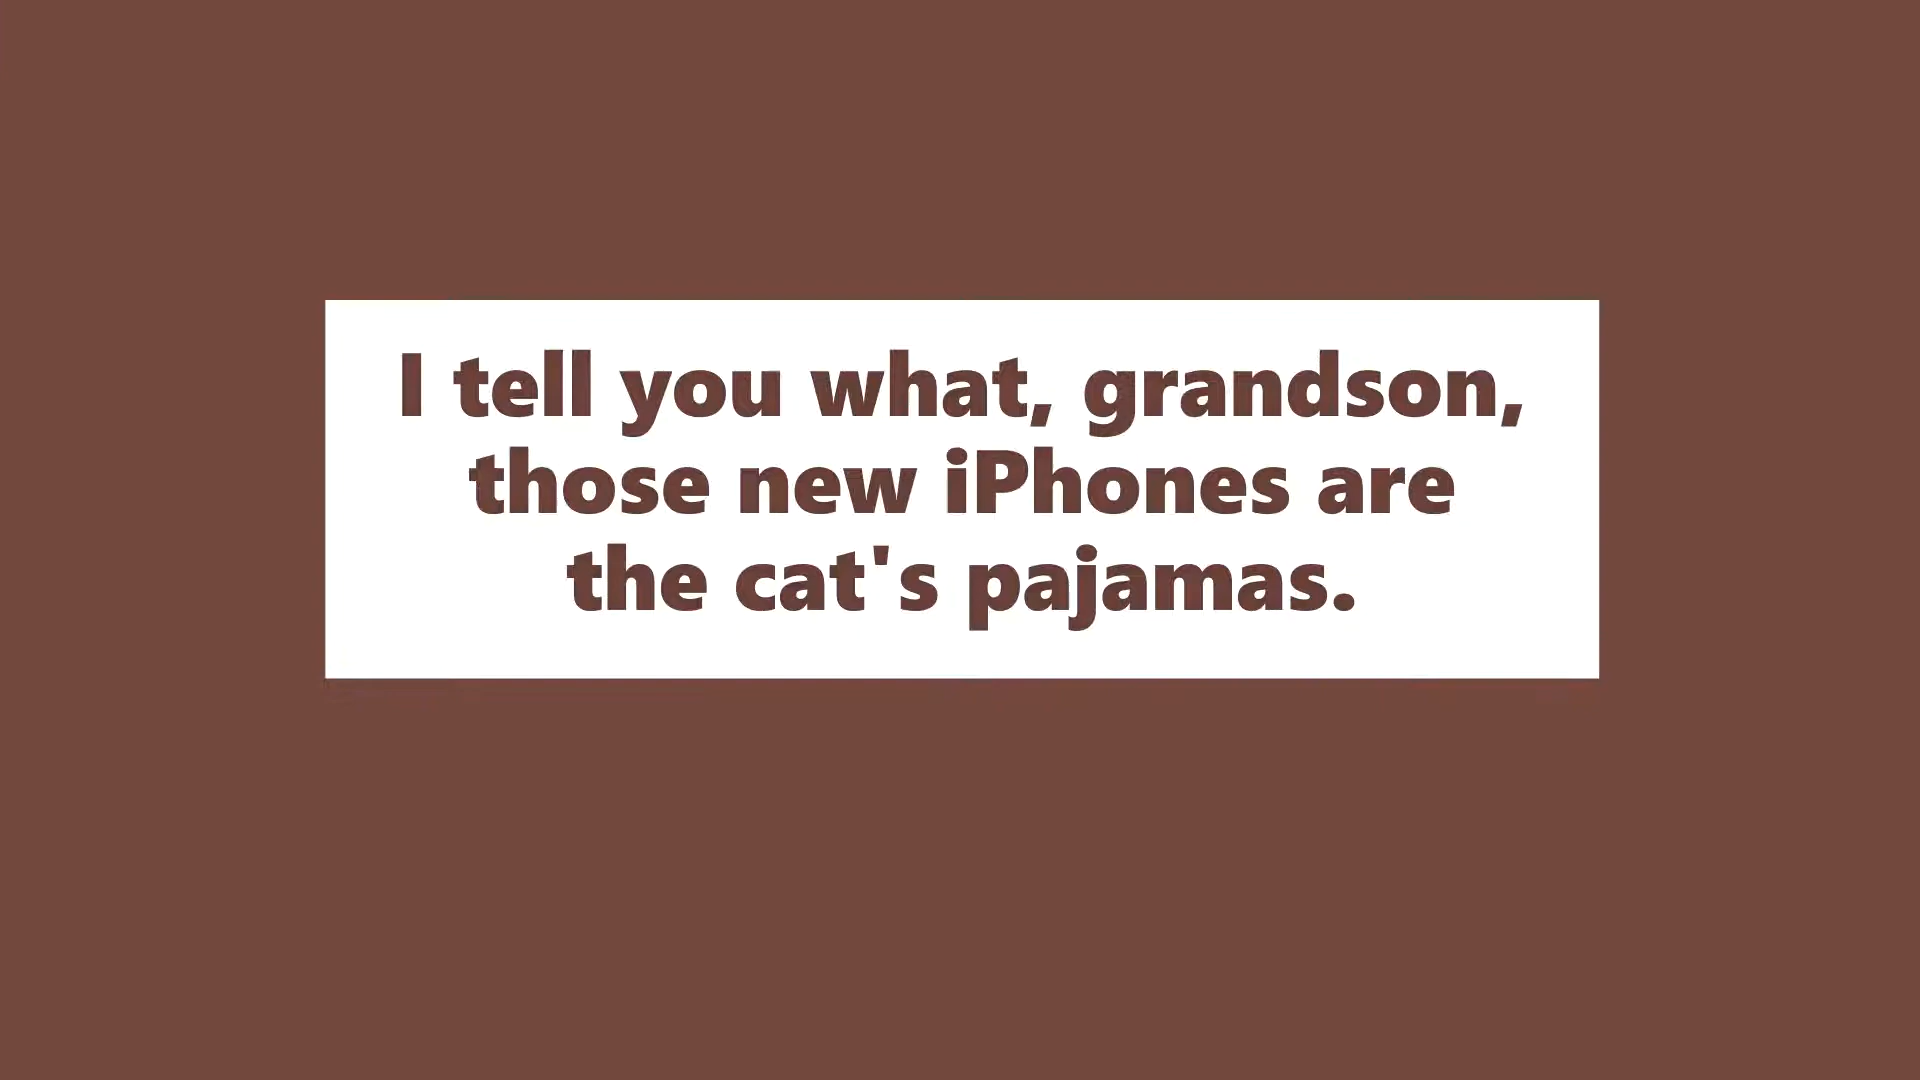 I tell you what, grandson,
those new iPhones are
the cat's pajamas.